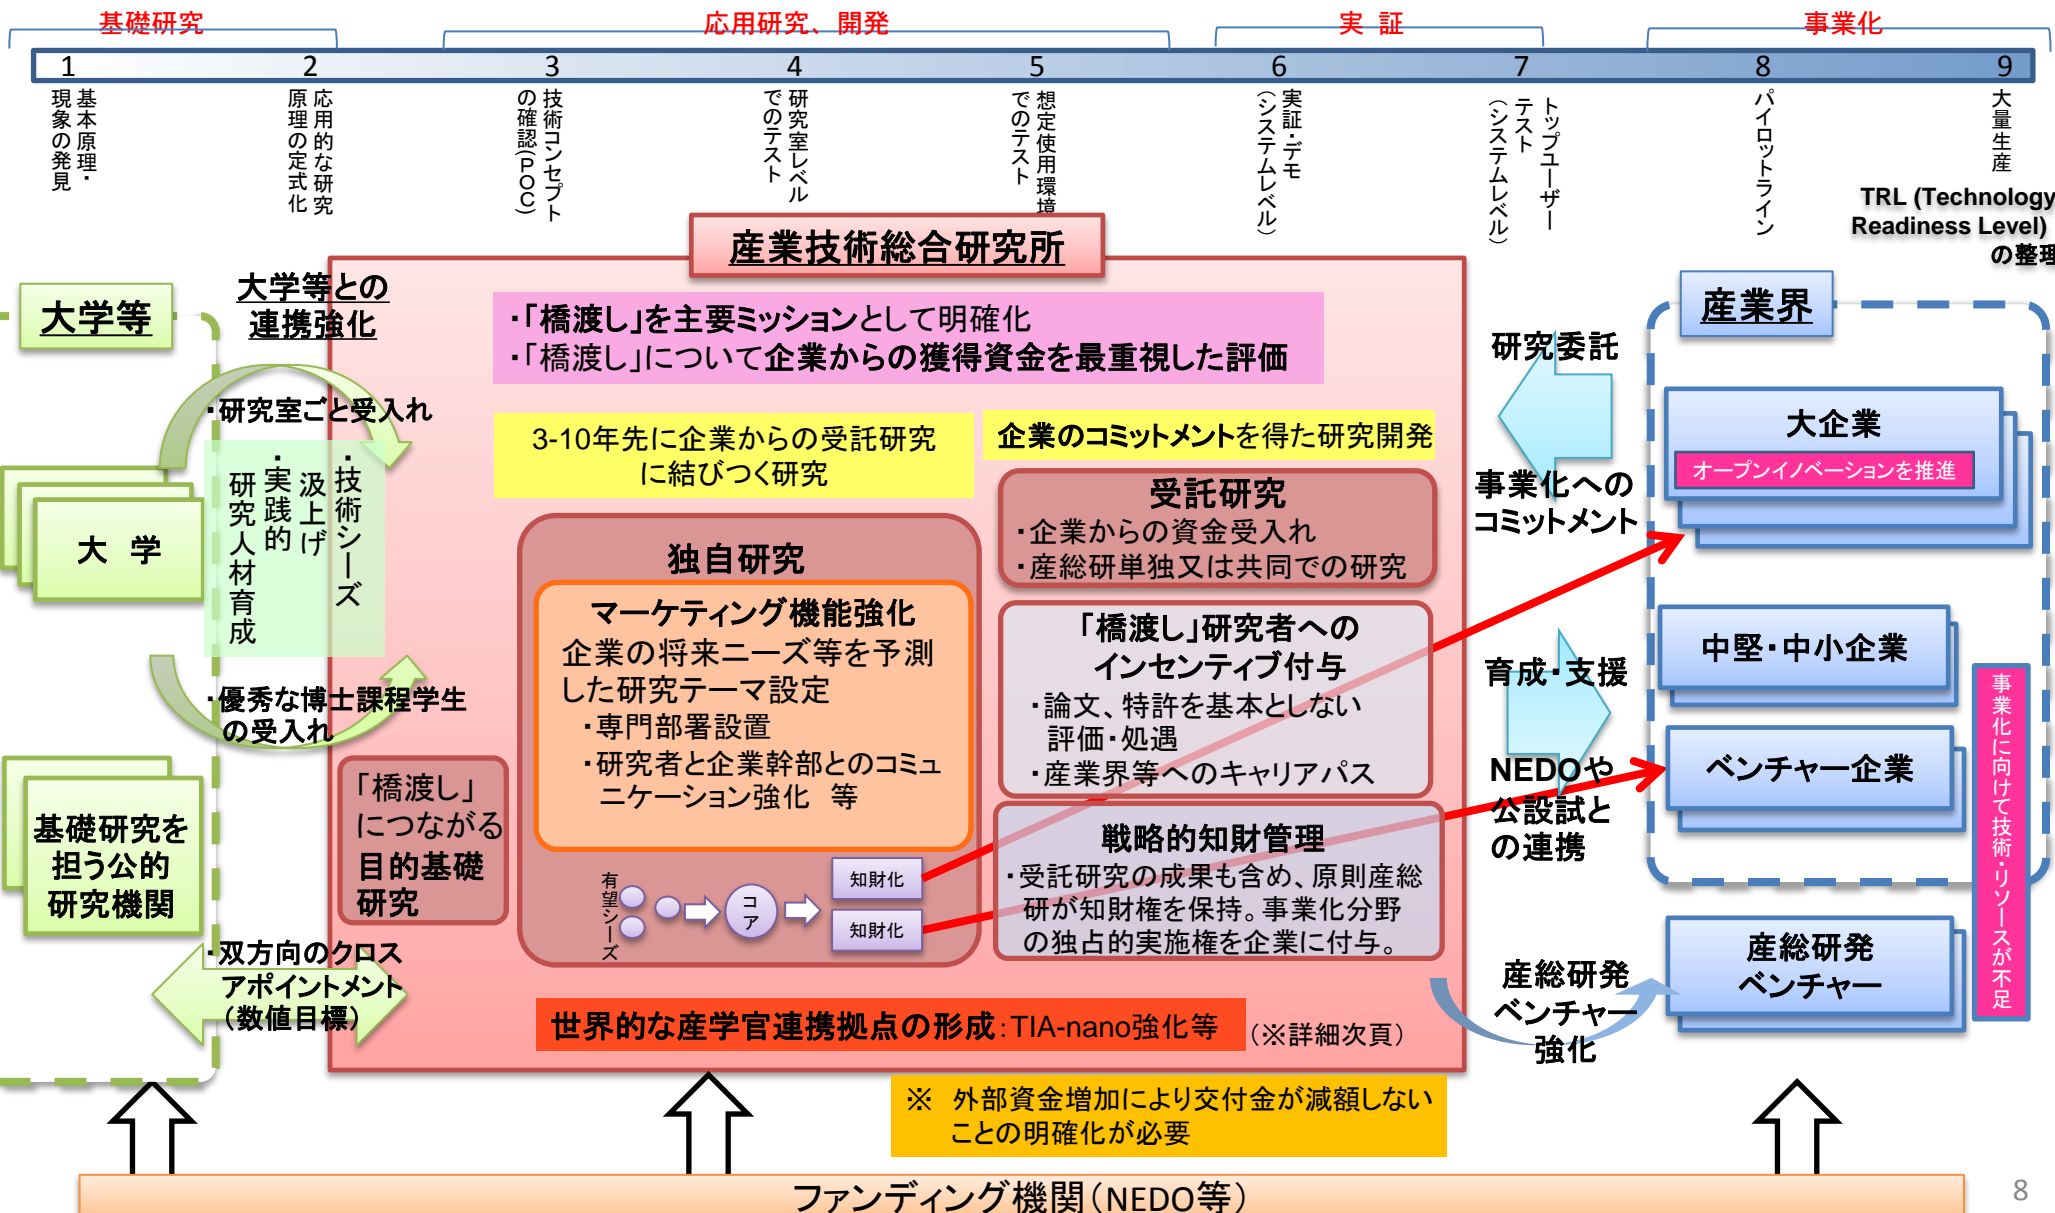 基礎研究
応用研究、開発
実 証
事業化
1
2
3
4
5
6
7
8
9
基本原理・
現象の発見
応用的な研究
原理の定式化
技術コンセプト
の確認(POC)
研究室レベル
でのテスト
想定使用環境
でのテスト
実証・デモ
(システムレベル)
トップユーザー
テスト
(システムレベル)
パイロットライン
大量生産
TRL (Technology
Readiness Level)
の整理
産業技術総合研究所
大学等
大学等との
連携強化
・研究室ごと受入れ
・技術シーズ
汲上げ
・実践的
研究人材育成
大 学
・優秀な博士課程学生
の受入れ
基礎研究を
担う公的
研究機関
・双方向のクロス
アポイントメント
(数値目標)
・「橋渡し」を主要ミッションとして明確化
・「橋渡し」について企業からの獲得資金を最重視した評価
3-10年先に企業からの受託研究
に結びつく研究
企業のコミットメントを得た研究開発
独自研究
マーケティング機能強化
企業の将来ニーズ等を予測
した研究テーマ設定
・専門部署設置
・研究者と企業幹部とのコミュ
ニケーション強化 等
「橋渡し」
につながる
目的基礎
研究
有望シーズ
コア
知財化
知財化
受託研究
・企業からの資金受入れ
・産総研単独又は共同での研究
「橋渡し」研究者への
インセンティブ付与
・論文、特許を基本としない
評価・処遇
・産業界等へのキャリアパス
戦略的知財管理
・受託研究の成果も含め、原則産総
研が知財権を保持。事業化分野
の独占的実施権を企業に付与。
世界的な産学官連携拠点の形成:TIA-nano強化等
(※詳細次頁)
研究委託
事業化への
コミットメント
育成・支援
NEDOや
公設試と
の連携
産総研発
ベンチャー
強化
産業界
大企業
オープンイノベーションを推進
中堅・中小企業
ベンチャー企業
産総研発
ベンチャー
事業化に向けて技術・リソースが不足
※ 外部資金増加により交付金が減額しない
ことの明確化が必要
ファンディング機関(NEDO等)
8